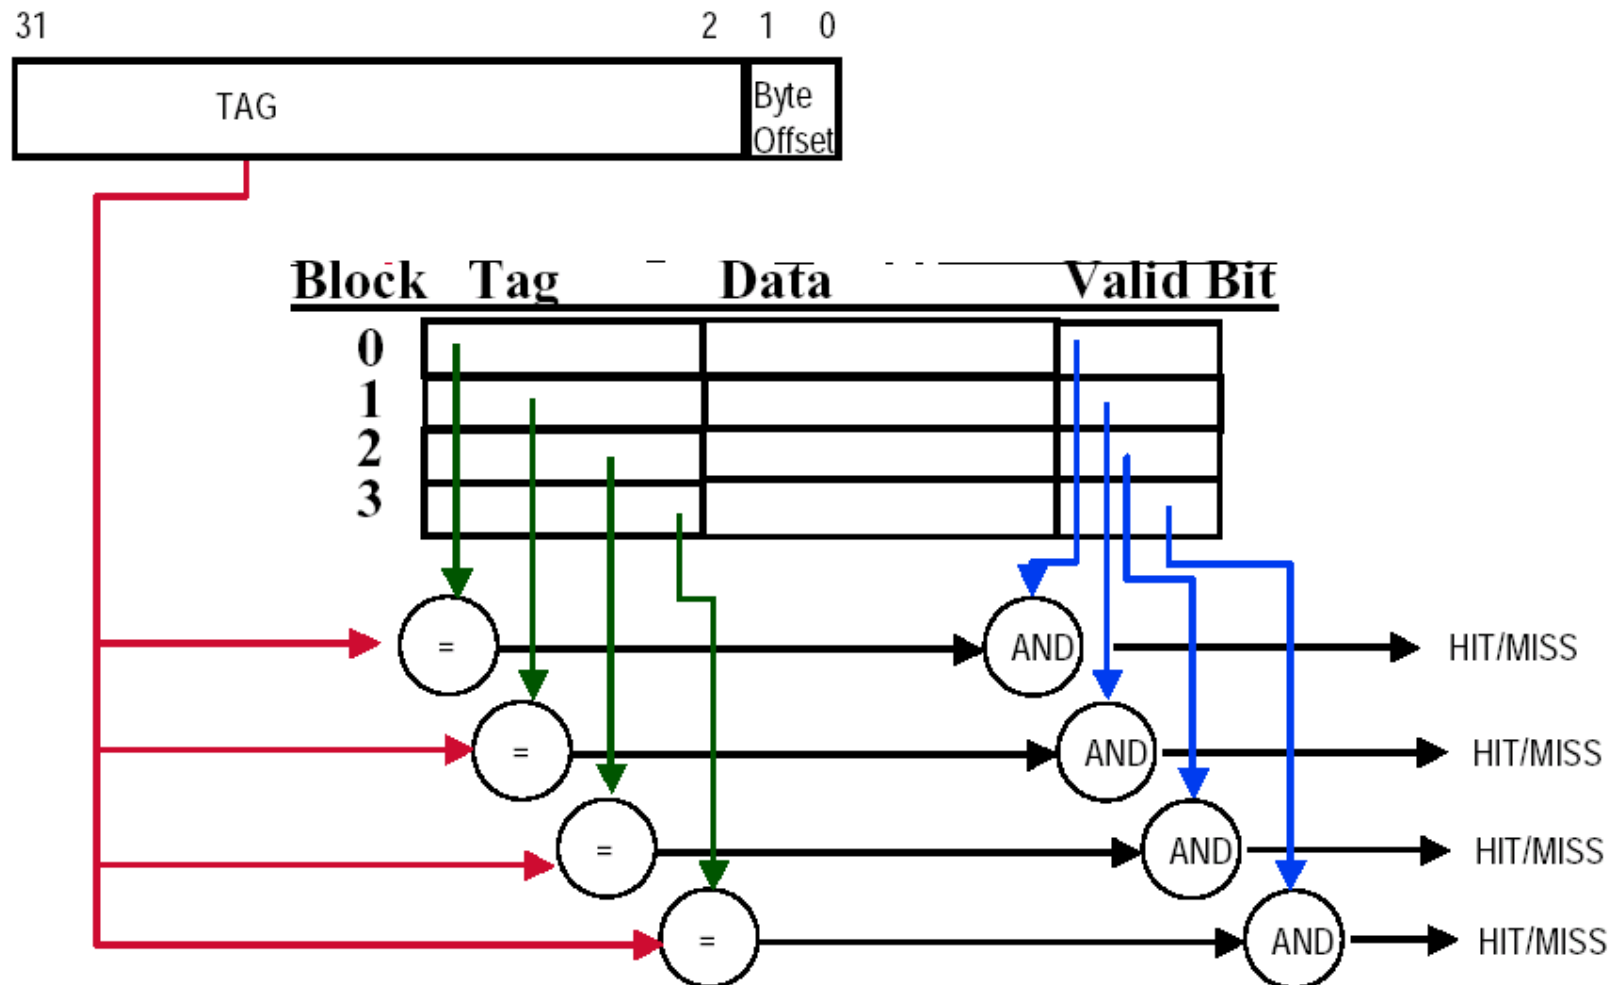 31 2 1 0
TAG
Byte
Offset
Block Tag Data Valid Bit
0
1
2
3
= AND HIT/MISS
= AND HIT/MISS
= AND HIT/MISS
= AND HIT/MISS